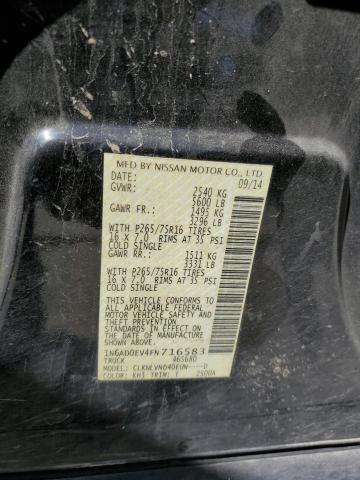 MFD BY NISSAN MOTOR CO., LTD.
DATE: 09/14
GVWR: 2540 KG
5600 LB
GAWR FR.: 1495 KG
3296 LB
WITH P265/75R16 TIRES
16 X 7.0 RIMS AT 35 PSI
COLD SINGLE
GAWR RR.: 1511 KG
3331 LB
WITH P265/75R16 TIRES
16 X 7.0 RIMS AT 35 PSI
COLD SINGLE
THIS VEHICLE CONFORMS TO ALL
APPLICABLE FEDERAL
MOTOR VEHICLE SAFETY AND
THEFT PREVENTION
STANDARDS IN EFFECT ON THE DATE
OF MANUFACTURE
SHOWN ABOVE.
1N6AD0EV4FN716583
TRUCK
MODEL:
COLOR: KH3 TRIM: